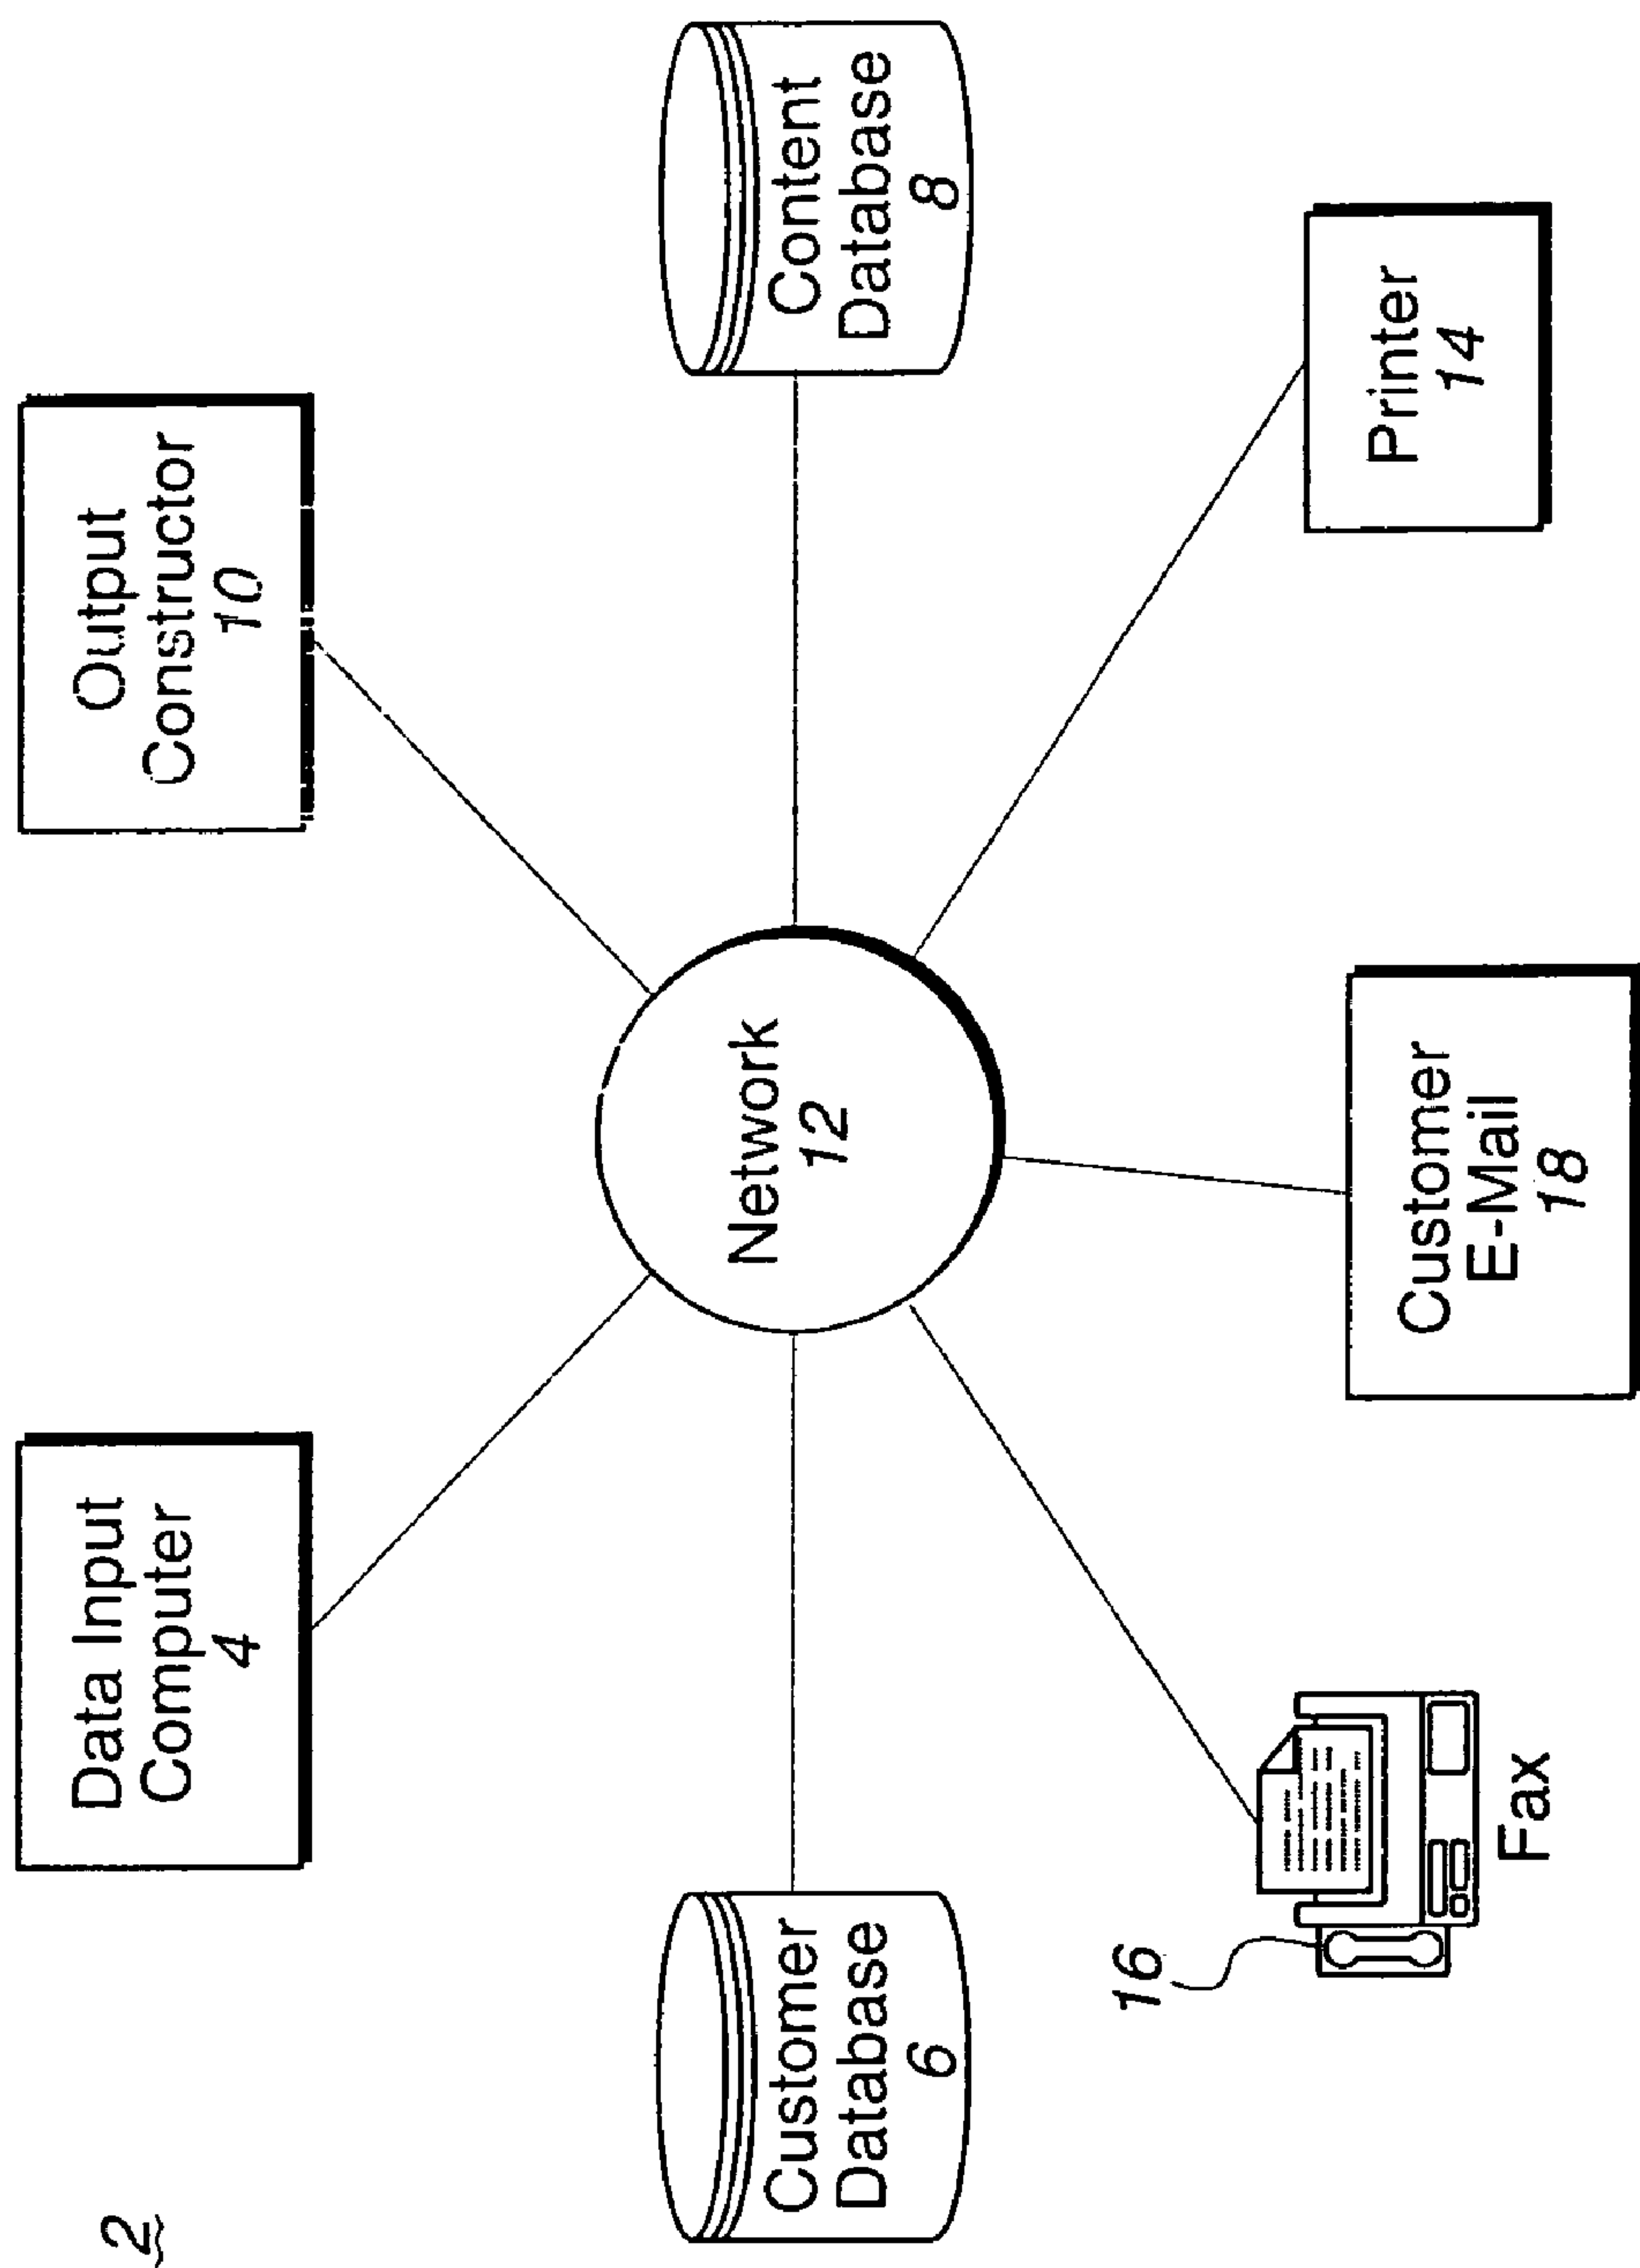 2
Data Input
Computer
4
Output
Constructor
10
Customer
Database
6
Network
12
Content
Database
8
16
Fax
Customer
E-Mail
18
Printer
14